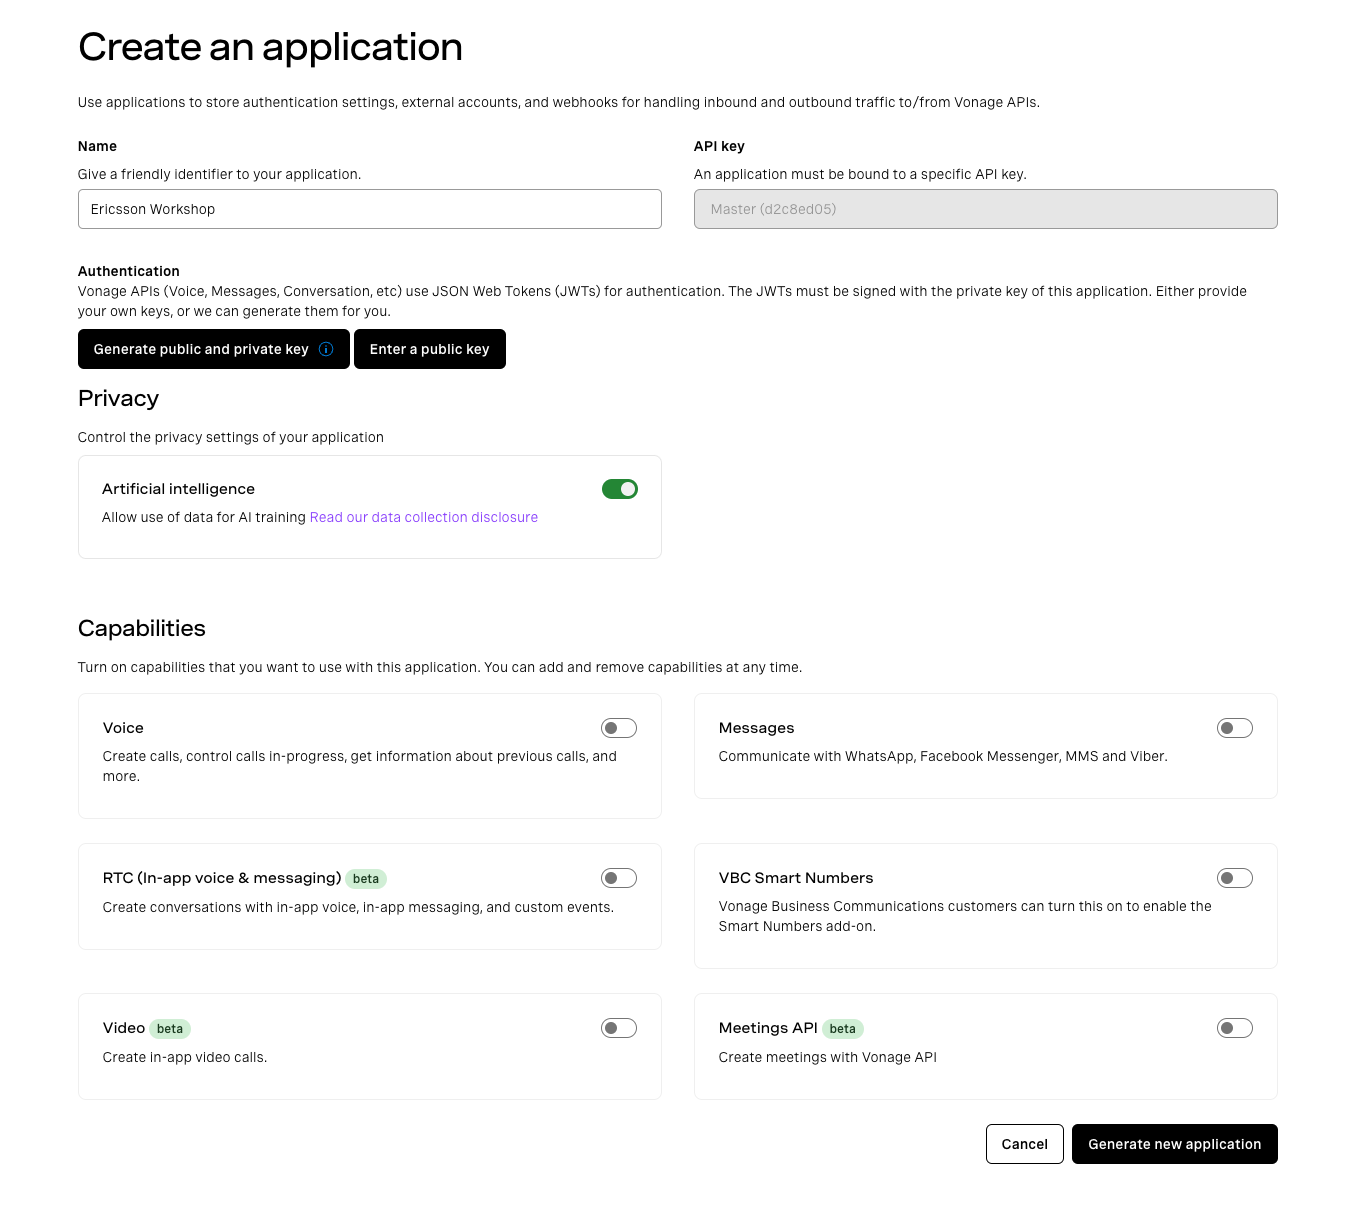 Create an application
Use applications to store authentication settings, external accounts, and webhooks for handling inbound and outbound traffic to/from Vonage APIs.
Name
Give a friendly identifier to your application.
Ericsson Workshop
API key
An application must be bound to a specific API key.
Master (d2c8ed05)
Authentication
Vonage APIs (Voice, Messages, Conversation, etc) use JSON Web Tokens (JWTs) for authentication. The JWTs must be signed with the private key of this application. Either provide
your own keys, or we can generate them for you.
Generate public and private key
Enter a public key
Privacy
Control the privacy settings of your application
Artificial intelligence
Allow use of data for AI training Read our data collection disclosure
Capabilities
Turn on capabilities that you want to use with this application. You can add and remove capabilities at any time.
Voice
Create calls, control calls in-progress, get information about previous calls, and
more.
Messages
Communicate with WhatsApp, Facebook Messenger, MMS and Viber.
RTC (In-app voice & messaging) beta
Create conversations with in-app voice, in-app messaging, and custom events.
VBC Smart Numbers
Vonage Business Communications customers can turn this on to enable the
Smart Numbers add-on.
Video beta
Create in-app video calls.
Meetings API beta
Create meetings with Vonage API
Cancel
Generate new application